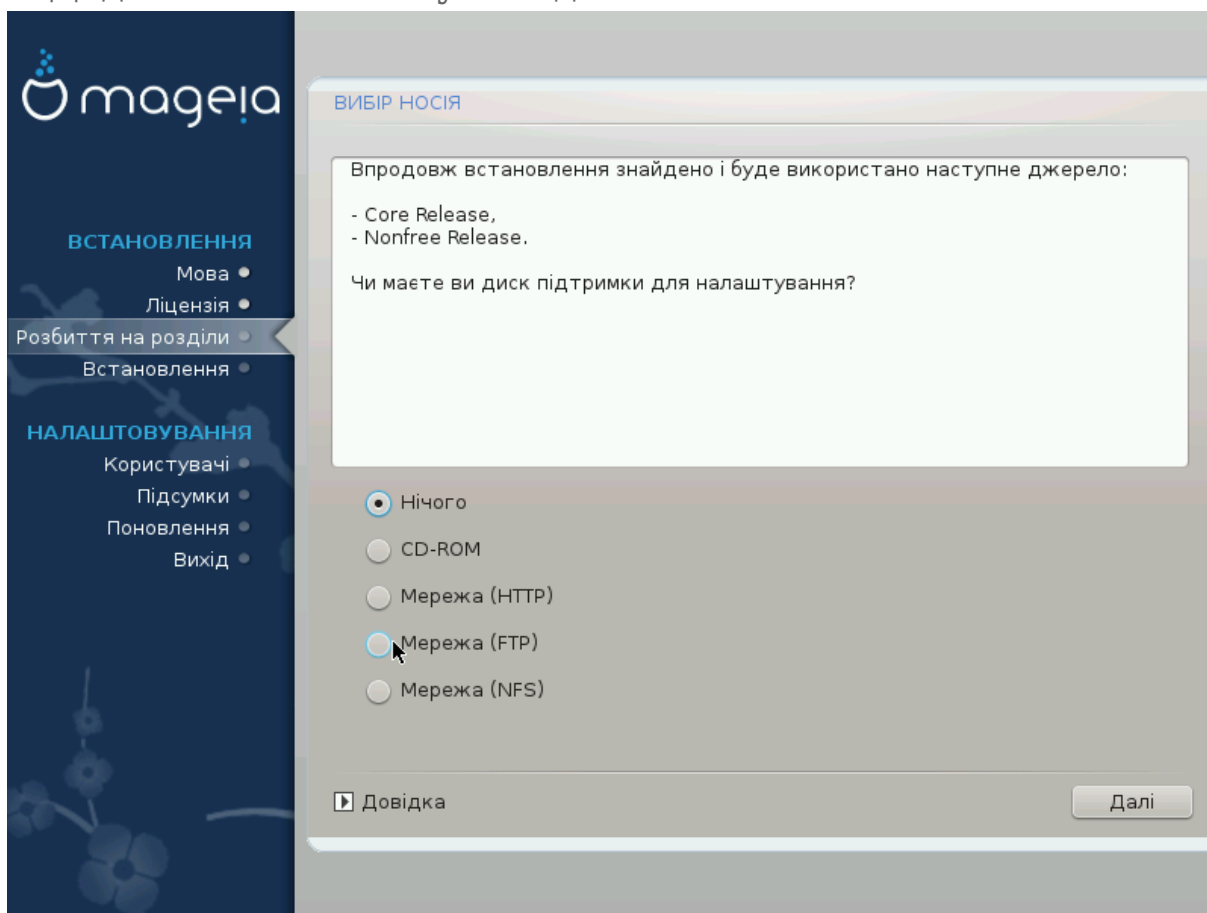 mageia
ВИБІР НОСІЯ
Впродовж встановлення знайдено і буде використано наступне джерело:
- Core Release,
- Nonfree Release.
Чи маєте ви диск підтримки для налаштування?
ВСТАНОВЛЕННЯ
Мова
Ліцензія
Розбиття на розділи
Встановлення
НАЛАШТОВУВАННЯ
Користувачі
Підсумки
Поновлення
Вихід
Нічого
CD-ROM
Мережа (HTTP)
Мережа (FTP)
Мережа (NFS)
Довідка
Далі